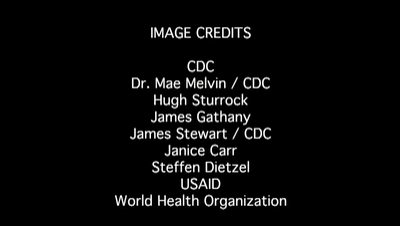 IMAGE CREDITS
CDC
Dr. Mae Melvin / CDC
Hugh Sturrock
James Gathany
James Stewart / CDC
Janice Carr
Steffen Dietzel
USAID
World Health Organization